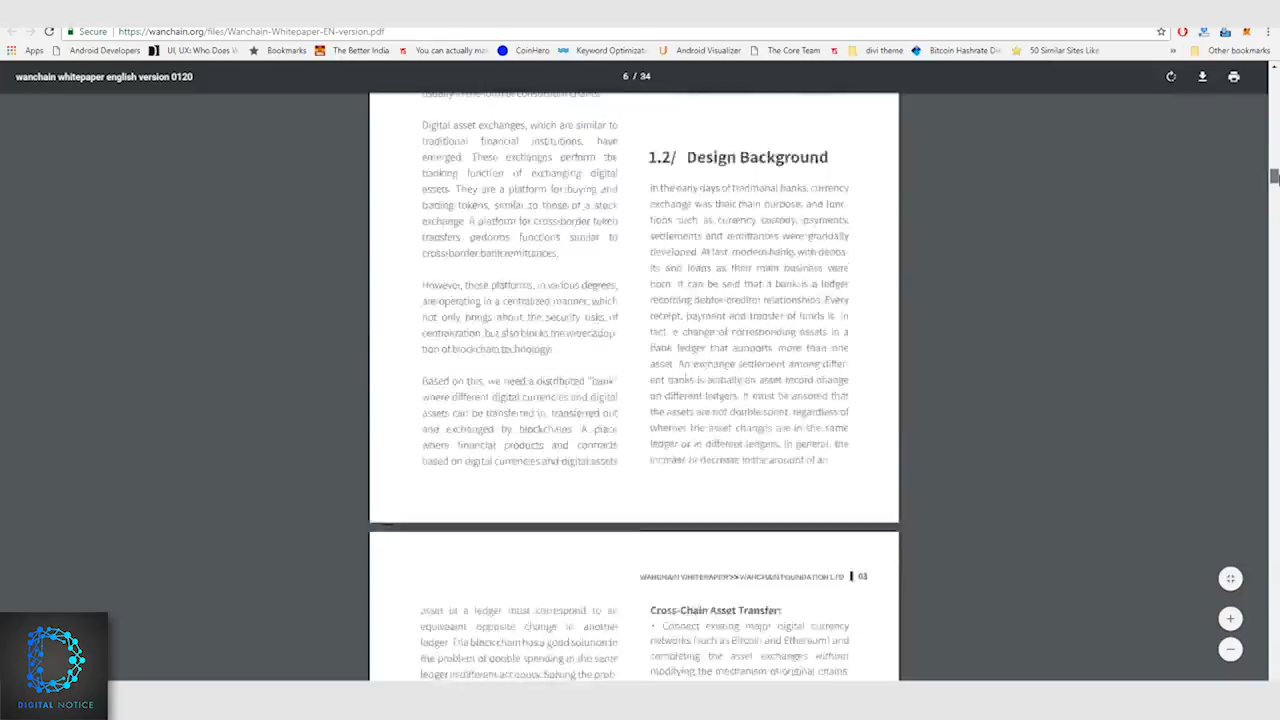 Secure https://wanchain.org/files/Wanchain-Whitepaper-EN-version.pdf
Apps Android Developers UI, UX: Who Does W Bookmarks The Better India You can actually ma CoinHero Keyword Optimizati Android Visualizer The Core Team divi theme Bitcoin Hashrate Di 50 Similar Sites Like » Other bookmarks
wanchain whitepaper english version 0120
6 / 34
usually in the form of consortium chains.
Digital asset exchanges, which are similar to
traditional financial institutions, have
emerged. These exchanges perform the
banking function of exchanging digital
assets. They are a platform for buying and
trading tokens, similar to those of a stock
exchange. A platform for cross-border token
transfers performs functions similar to
cross-border bank remittances.
However, these platforms, in various degrees,
are operating in a centralized manner, which
not only brings about the security risks of
centralization, but also blocks the wider adop-
tion of blockchain technology.
Based on this, we need a distributed "bank"
where different digital currencies and digital
assets can be transferred in, transferred out
and exchanged by blockchains. A place
where financial products and contracts
based on digital currencies and digital assets
1.2/ Design Background
In the early days of traditional banks, currency
exchange was their main purpose, and func-
tions such as currency custody, payments,
settlements and remittances were gradually
developed. At last, modern banking, with depos-
its and loans as their main business were
born. It can be said that a bank is a ledger
recording debtor-creditor relationships. Every
receipt, payment and transfer of funds is, in
fact, a change of corresponding assets in a
bank ledger that supports more than one
asset. An exchange settlement among differ-
ent banks is actually an asset record change
on different ledgers. It must be ensured that
the assets are not double spent, regardless of
whether the asset changes are in the same
ledger or in different ledgers. In general, the
increase or decrease in the amount of an
WANCHAIN WHITEPAPER>>WANCHAIN FOUNDATION LTD 03
asset in a ledger must correspond to an
equivalent opposite change in another
ledger. The blockchain has a good solution to
the problem of double spending in the same
ledger in different accounts. Solving the prob-
Cross-Chain Asset Transfer:
• Connect existing major digital currency
networks (such as Bitcoin and Ethereum) and
completing the asset exchanges without
modifying the mechanism of original chains.
DIGITAL NOTICE